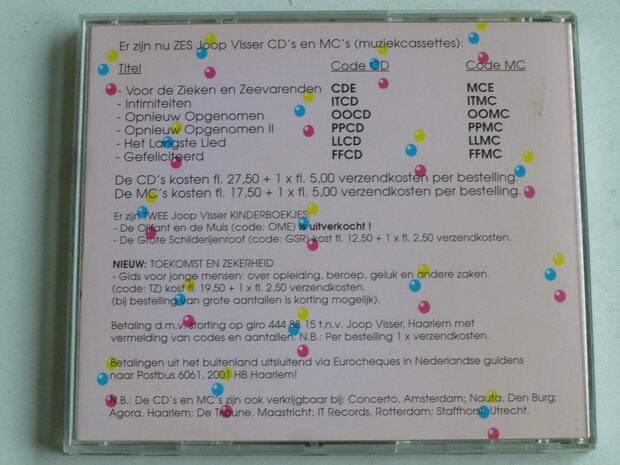 Er zijn nu ZES Joop Visser CD's en MC's (muziekcassettes):
Titel Code CD Code MC
- Voor de Zieken en Zeevarenden CDE MCE
- Intimiteiten ITCD ITMC
- Opnieuw Opgenomen OOCD OOMC
- Opnieuw Opgenomen II PPCD PPMC
- Het Langste Lied LLCD LLMC
- Gefeliciteerd FFCD FFMC
De CD's kosten fl. 27,50 + 1 x fl. 5,00 verzendkosten per bestelling.
De MC's kosten fl. 17,50 + 1 x fl. 5,00 verzendkosten per bestelling.
Er zijn TWEE Joop Visser KINDERBOEKJES:
- De Olifant en de Muis (code: OME) is uitverkocht !
- De Grote Schilderijenroof (code: GSR) kost fl. 12,50 + 1 x fl. 2,50 verzendkosten.
NIEUW: TOEKOMST EN ZEKERHEID
- Gids voor jonge mensen: over opleiding, beroep, geluk en andere zaken.
(code: TZ) kost fl. 19,50 + 1 x fl. 2,50 verzendkosten.
(bij bestelling van grote aantallen is korting mogelijk).
Betaling d.m.v. storting op giro 444 88 15 t.n.v. Joop Visser, Haarlem met
vermelding van codes en aantallen. N.B.: Per bestelling 1 x verzendkosten.
Betalingen uit het buitenland uitsluitend via Eurocheques in Nederlandse guldens
naar Postbus 6061, 2001 HB Haarlem!
N.B.: De CD's en MC's zijn ook verkrijgbaar bij: Concerto, Amsterdam; Nauta, Den Burg;
Agora, Haarlem; De Tribune, Maastricht; IT Records, Rotterdam; Staffhorst, Utrecht.